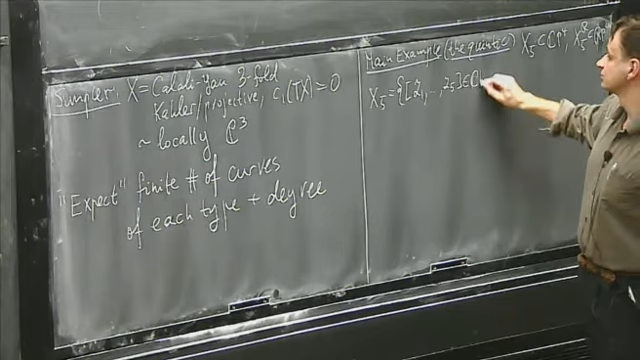 Simpler: X = Calabi-Yau 3-fold
Kähler/projective, c₁(TX) = 0
~ locally ℂ³
"Expect" finite # of curves
of each type + degree
Main Example (the quintic) X₅ ⊂ ℂP⁴,
X₅ = {[z₁, –, z₅] ∈ ℂ